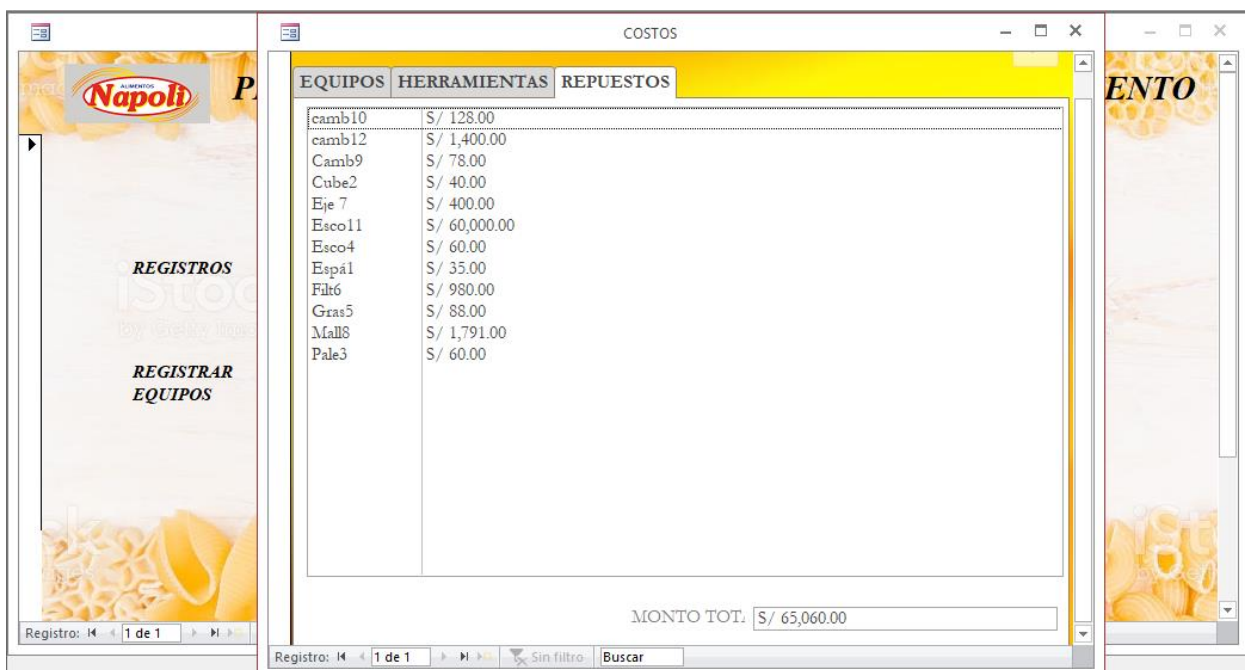 COSTOS
ALIMENTOS
Napoli
P
ENTO
EQUIPOS HERRAMIENTAS REPUESTOS
camb10 S/ 128.00
camb12 S/ 1,400.00
Camb9 S/ 78.00
Cube2 S/ 40.00
Eje 7 S/ 400.00
Esco11 S/ 60,000.00
Esco4 S/ 60.00
Espá1 S/ 35.00
Filt6 S/ 980.00
Gras5 S/ 88.00
Mall8 S/ 1,791.00
Pale3 S/ 60.00
REGISTROS
REGISTRAR
EQUIPOS
MONTO TOT. S/ 65,060.00
Registro: 1 de 1
Registro: 1 de 1 Sin filtro Buscar